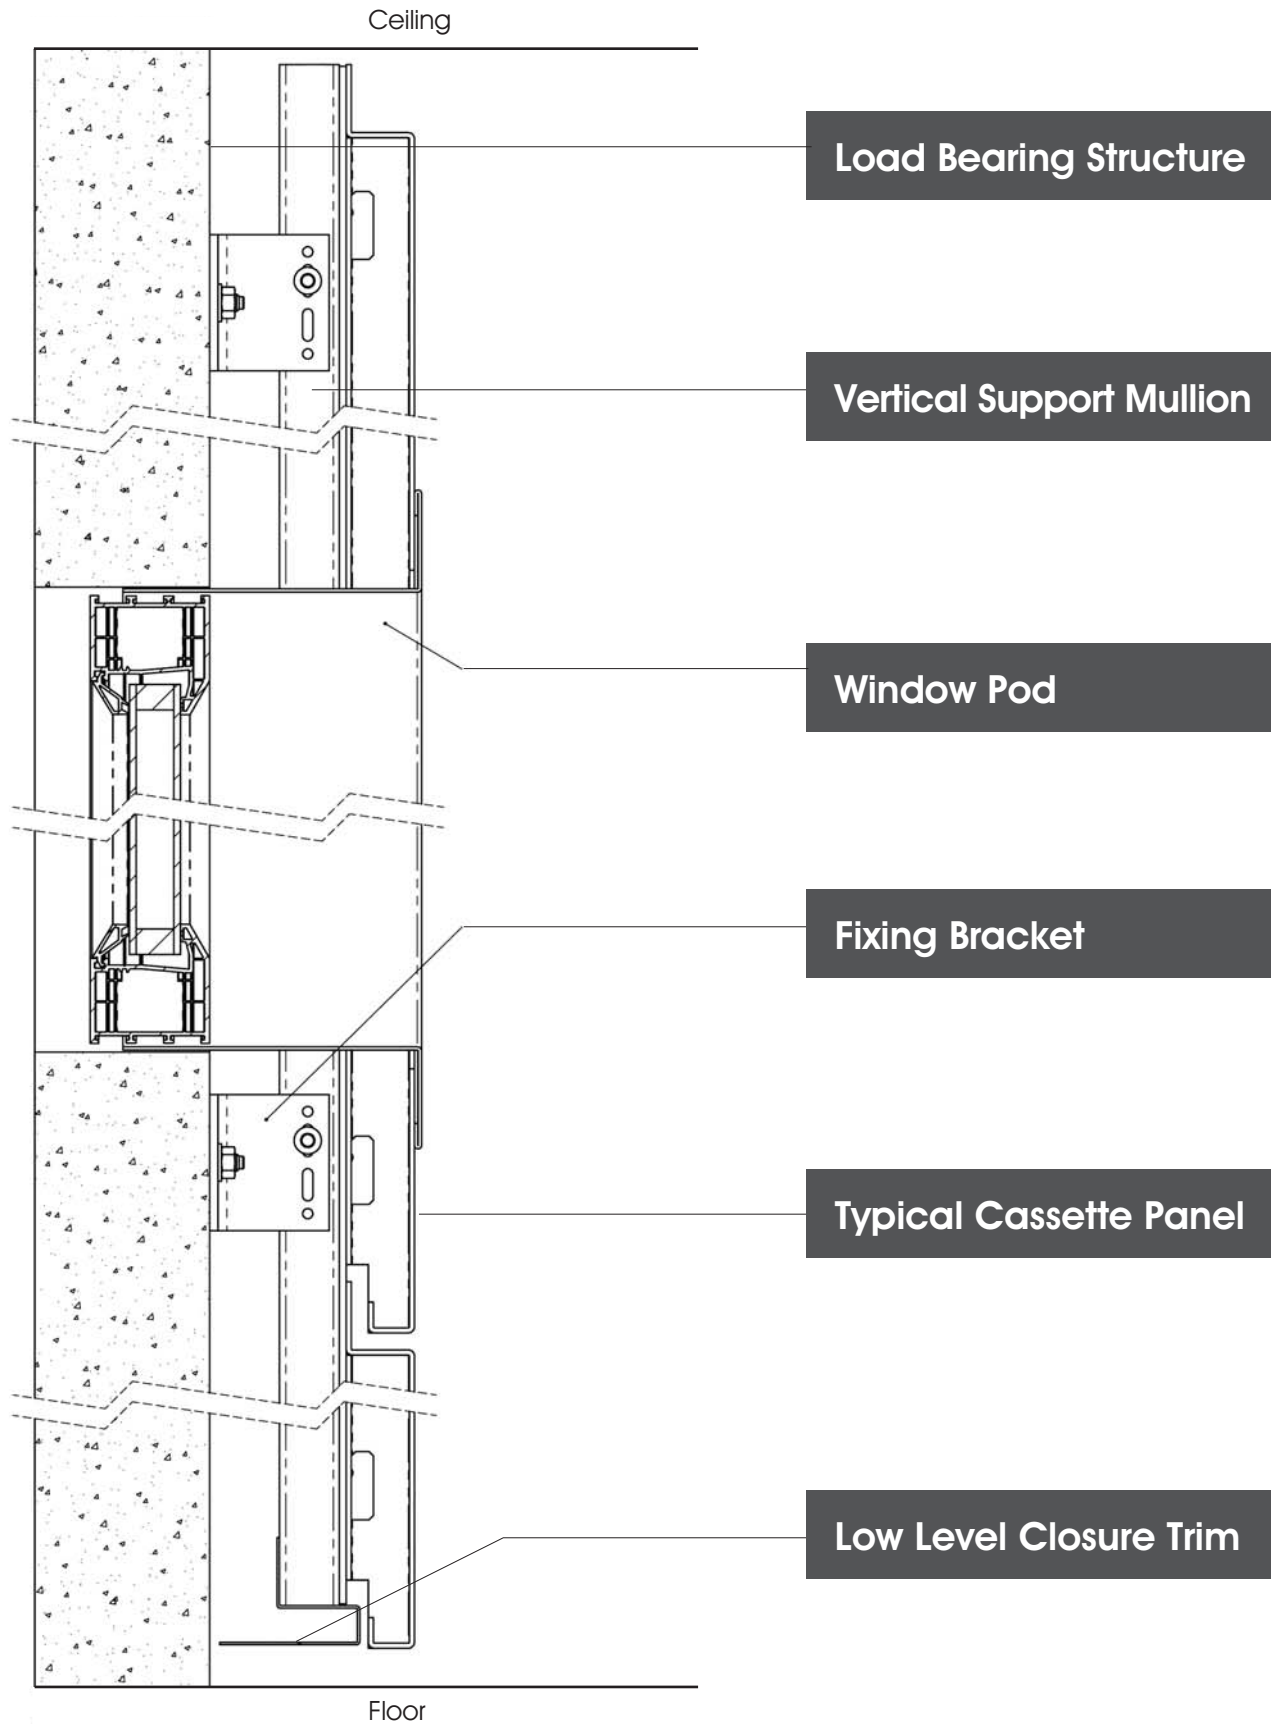 Ceiling
Load Bearing Structure
Vertical Support Mullion
Window Pod
Fixing Bracket
Typical Cassette Panel
Low Level Closure Trim
Floor